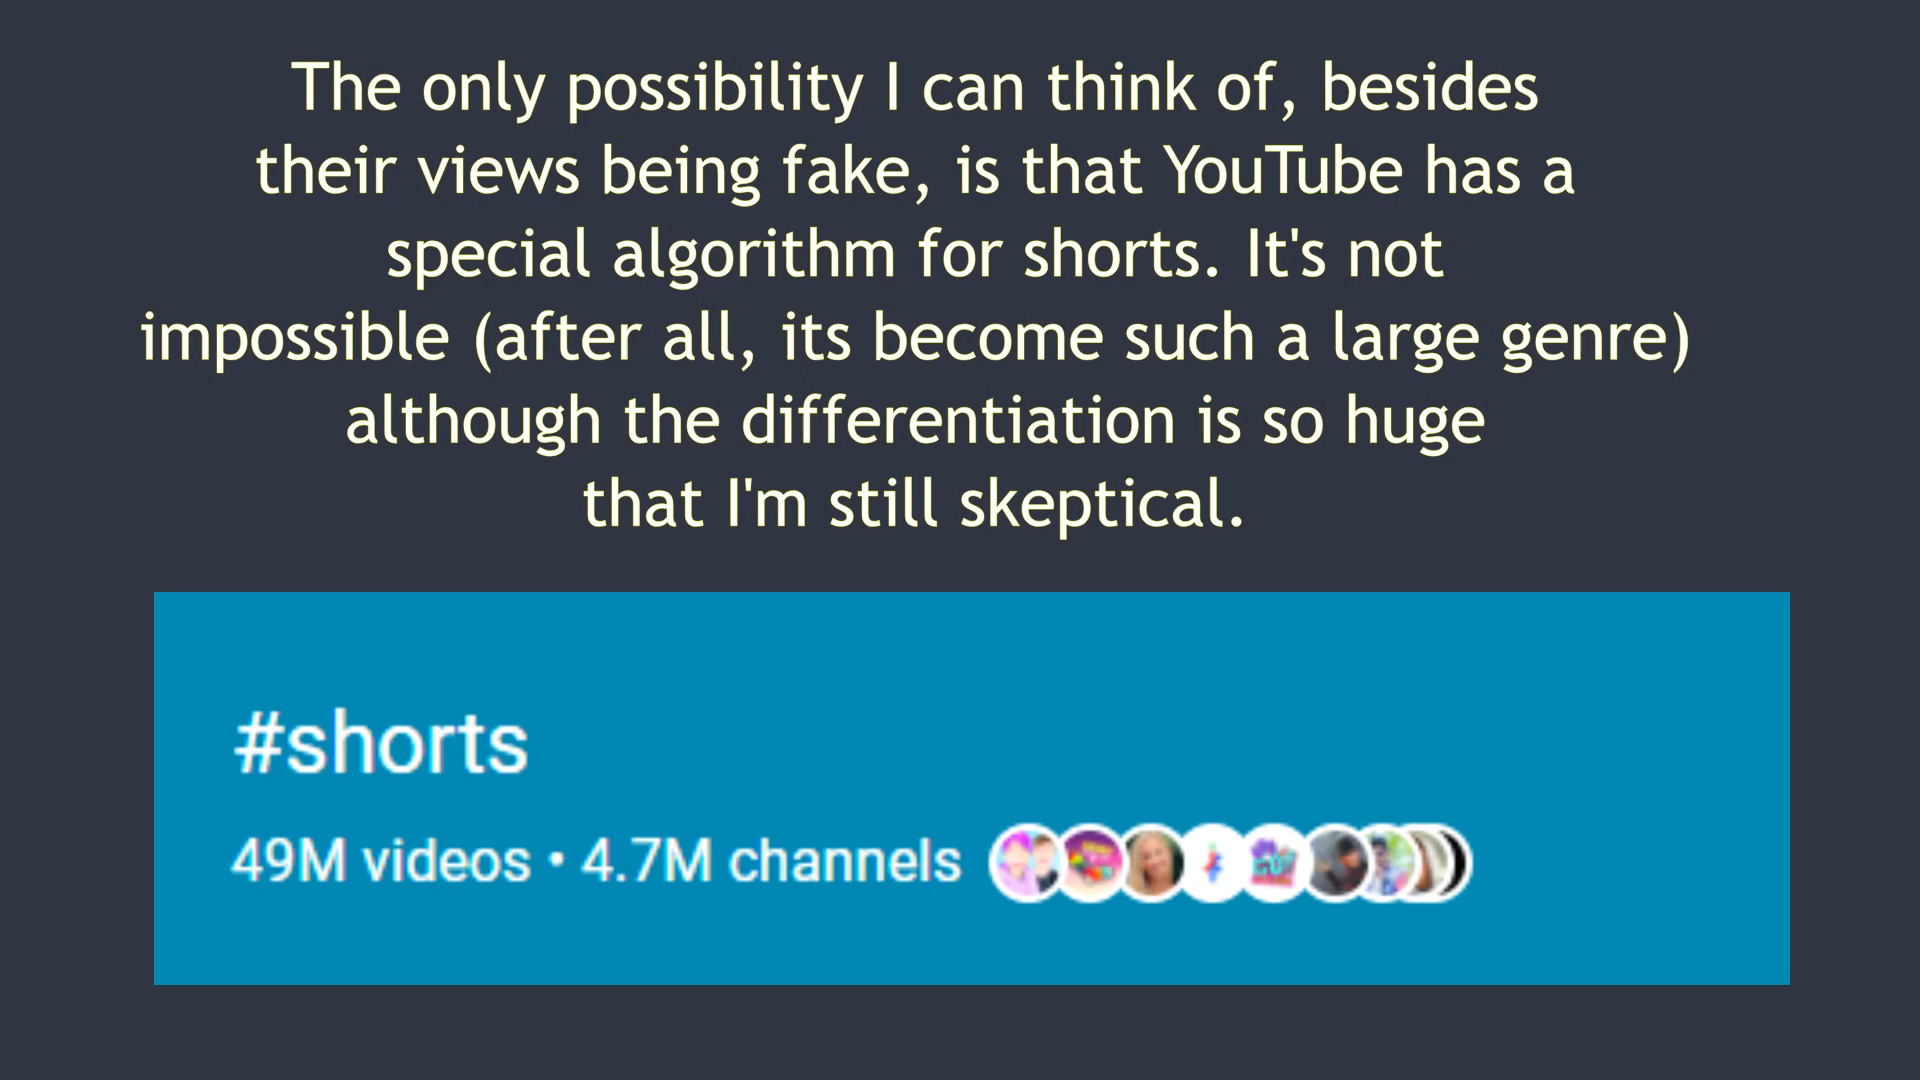 The only possibility I can think of, besides
their views being fake, is that YouTube has a
special algorithm for shorts. It's not
impossible (after all, its become such a large genre)
although the differentiation is so huge
that I'm still skeptical.
#shorts
49M videos • 4.7M channels